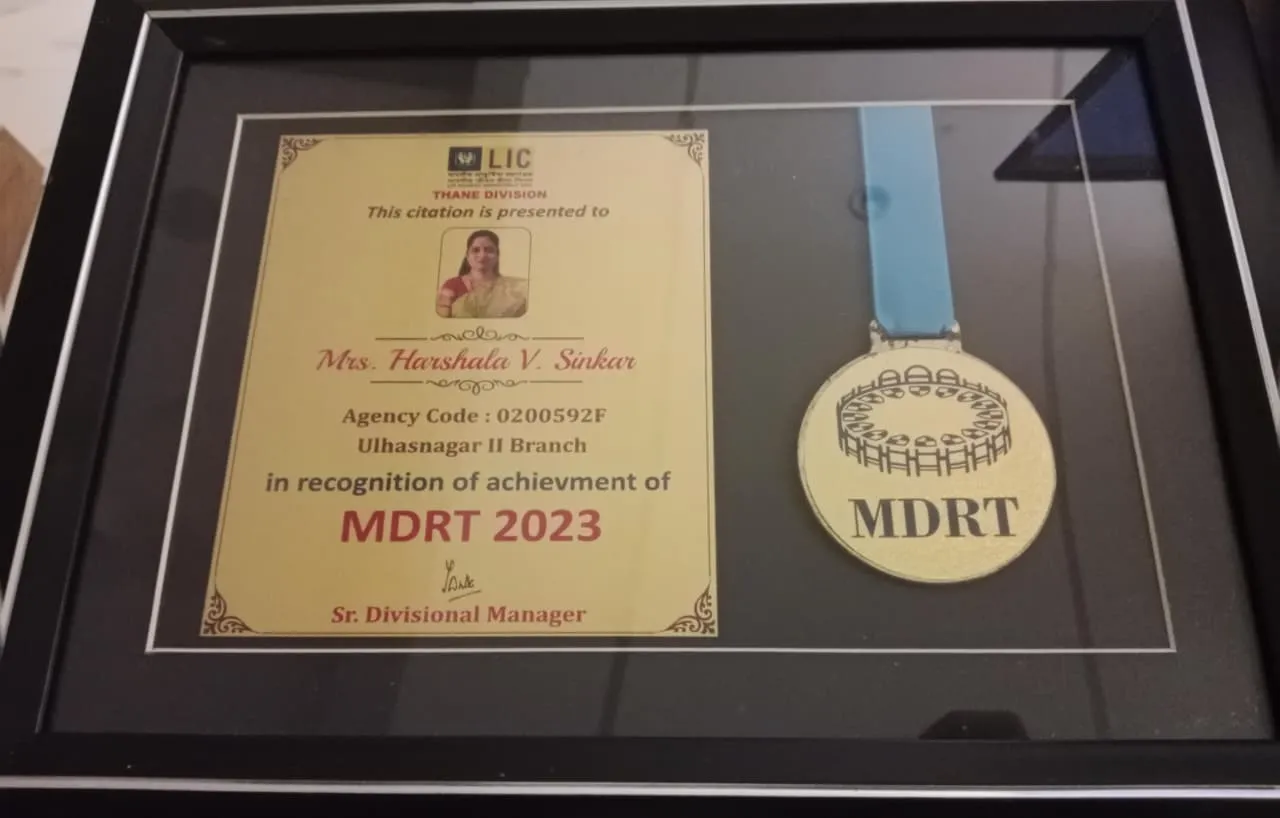 LIC
THANE DIVISION
This citation is presented to
Mrs. Harshala V. Sinkar
Agency Code : 0200592F
Ulhasnagar II Branch
in recognition of achievment of
MDRT 2023
Sr. Divisional Manager
MDRT